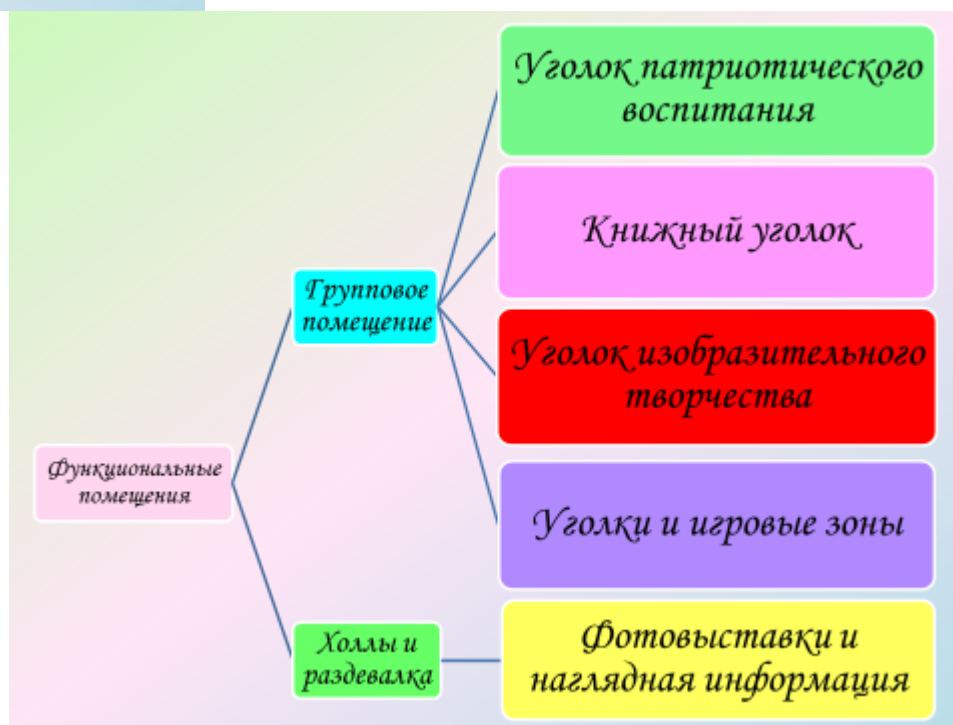 Функциональные
помещения
Групповое
помещение
Уголок патриотического
воспитания
Книжный уголок
Уголок изобразительного
творчества
Уголки и игровые зоны
Холлы и
раздевалка
Фотовыставки и
наглядная информация